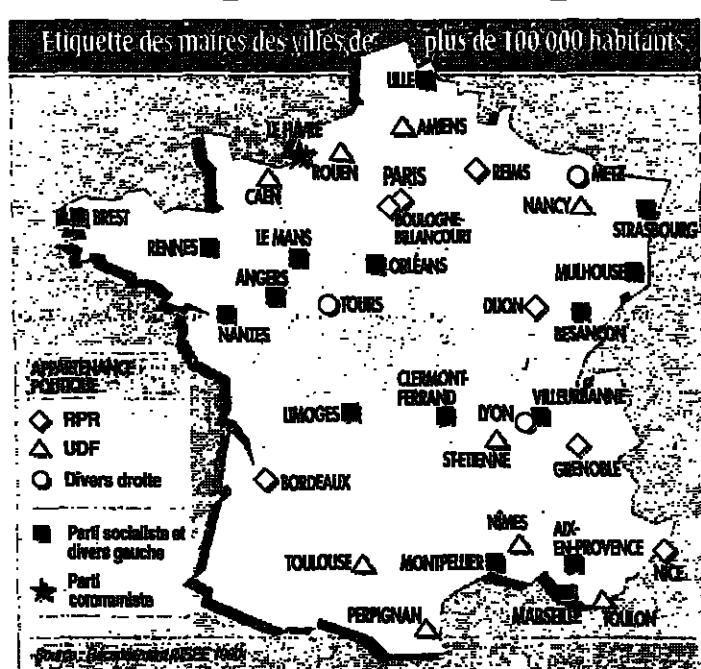 Etiquette des maires des villes de plus de 100 000 habitants
LILLE
AMIENS
LE HAVRE
ROUEN
REIMS
METZ
CAEN
PARIS
BOULOGNE-
BILLANCOURT
NANCY
STRASBOURG
BREST
RENNES
LE MANS
ORLÉANS
MULHOUSE
ANGERS
TOURS
DIJON
BESANÇON
NANTES
APPARTENANCE
POLITIQUE
RPR
UDF
Divers droite
Parti socialiste et
divers gauche
Parti
communiste
CLERMONT-
FERRAND
LIMOGES
LYON
VILLEURBANNE
ST-ETIENNE
GRENOBLE
BORDEAUX
NÎMES
AIX-
EN-PROVENCE
TOULOUSE
MONTPELLIER
NICE
MARSEILLE
TOULON
PERPIGNAN